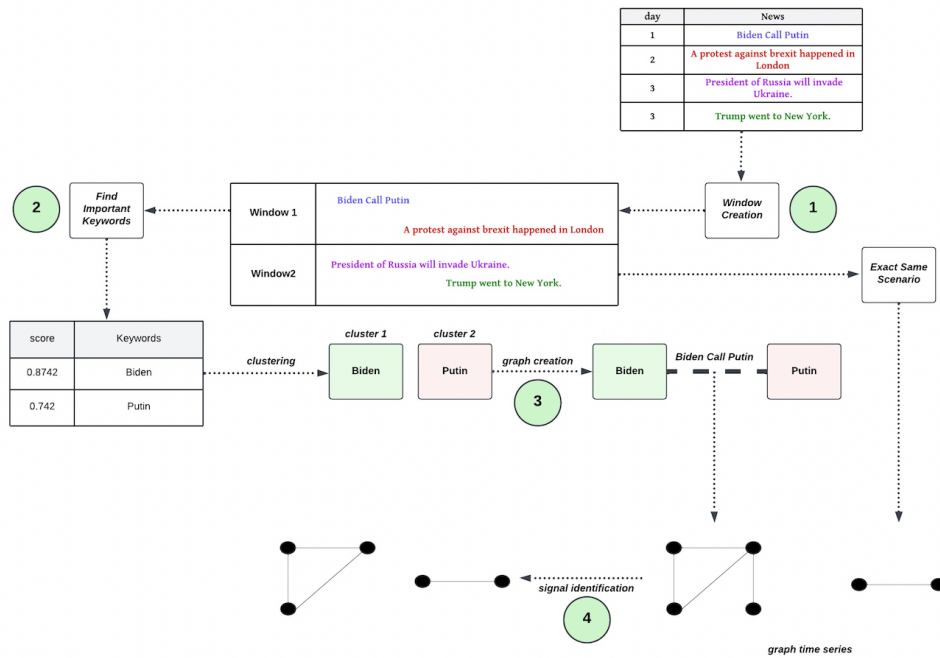 day News
1 Biden Call Putin
2 A protest against brexit happened in
London
3 President of Russia will invade
Ukraine.
3 Trump went to New York.
2
Find
Important
Keywords
Window 1
Biden Call Putin
A protest against brexit happened in London
Window2
President of Russia will invade Ukraine.
Trump went to New York.
Window
Creation
1
Exact Same
Scenario
score Keywords
0.8742 Biden
0.742 Putin
clustering
cluster 1
Biden
cluster 2
Putin
graph creation
3
Biden
Biden Call Putin
Putin
signal identification
4
graph time series